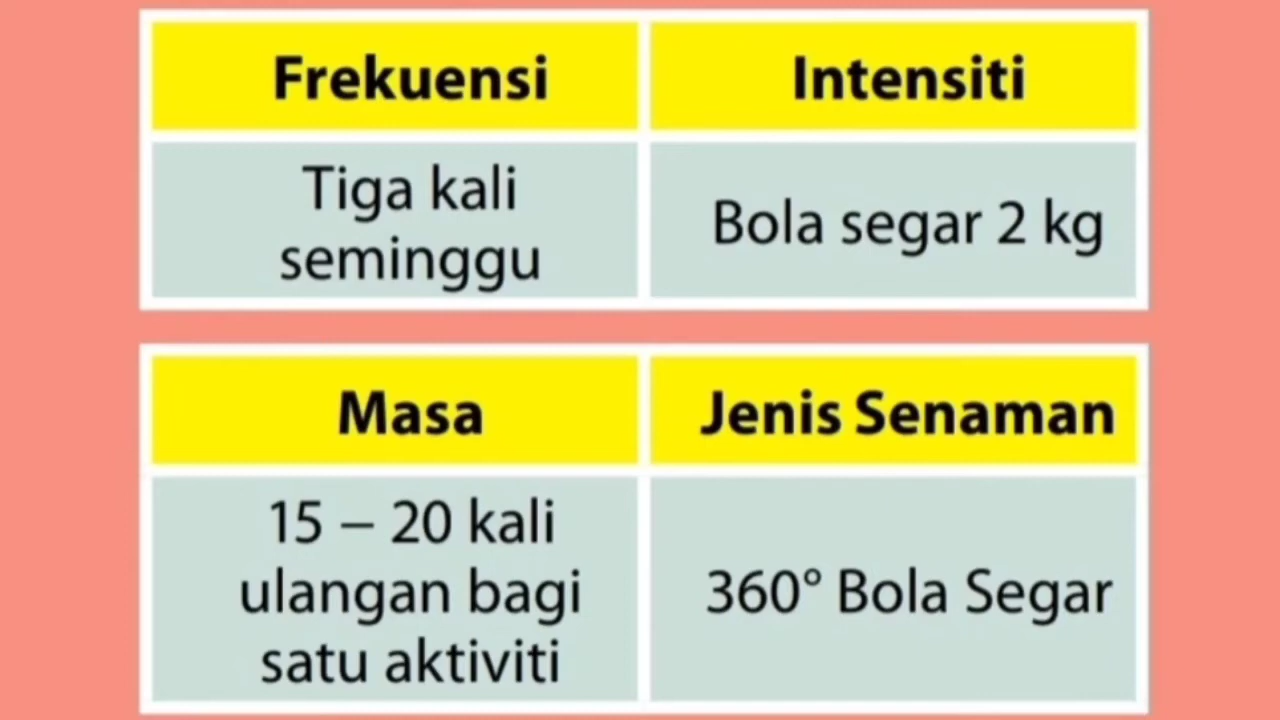 Frekuensi
Intensiti
Tiga kali
seminggu
Bola segar 2 kg
Masa
Jenis Senaman
15 – 20 kali
ulangan bagi
satu aktiviti
360° Bola Segar